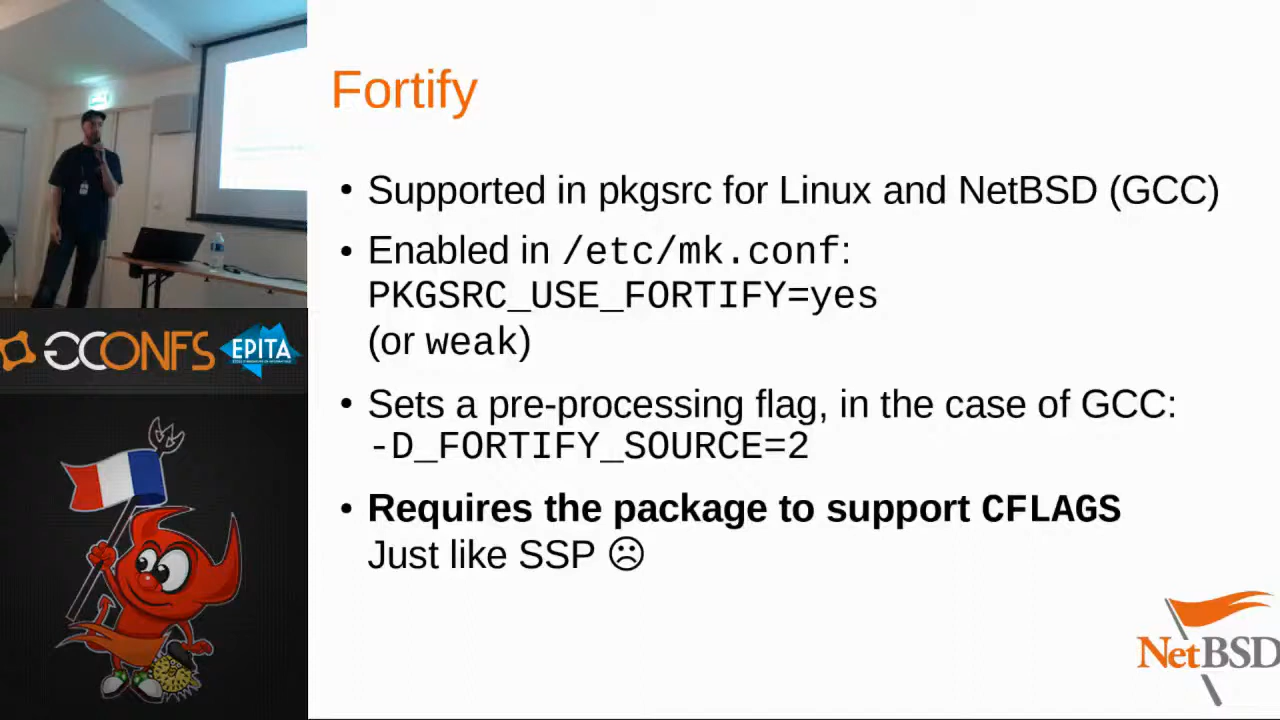 Fortify
• Supported in pkgsrc for Linux and NetBSD (GCC)
• Enabled in /etc/mk.conf:
PKGSRC_USE_FORTIFY=yes
(or weak)
• Sets a pre-processing flag, in the case of GCC:
-D_FORTIFY_SOURCE=2
• Requires the package to support CFLAGS
Just like SSP ☹
GCONFS
EPITA
NetBSD